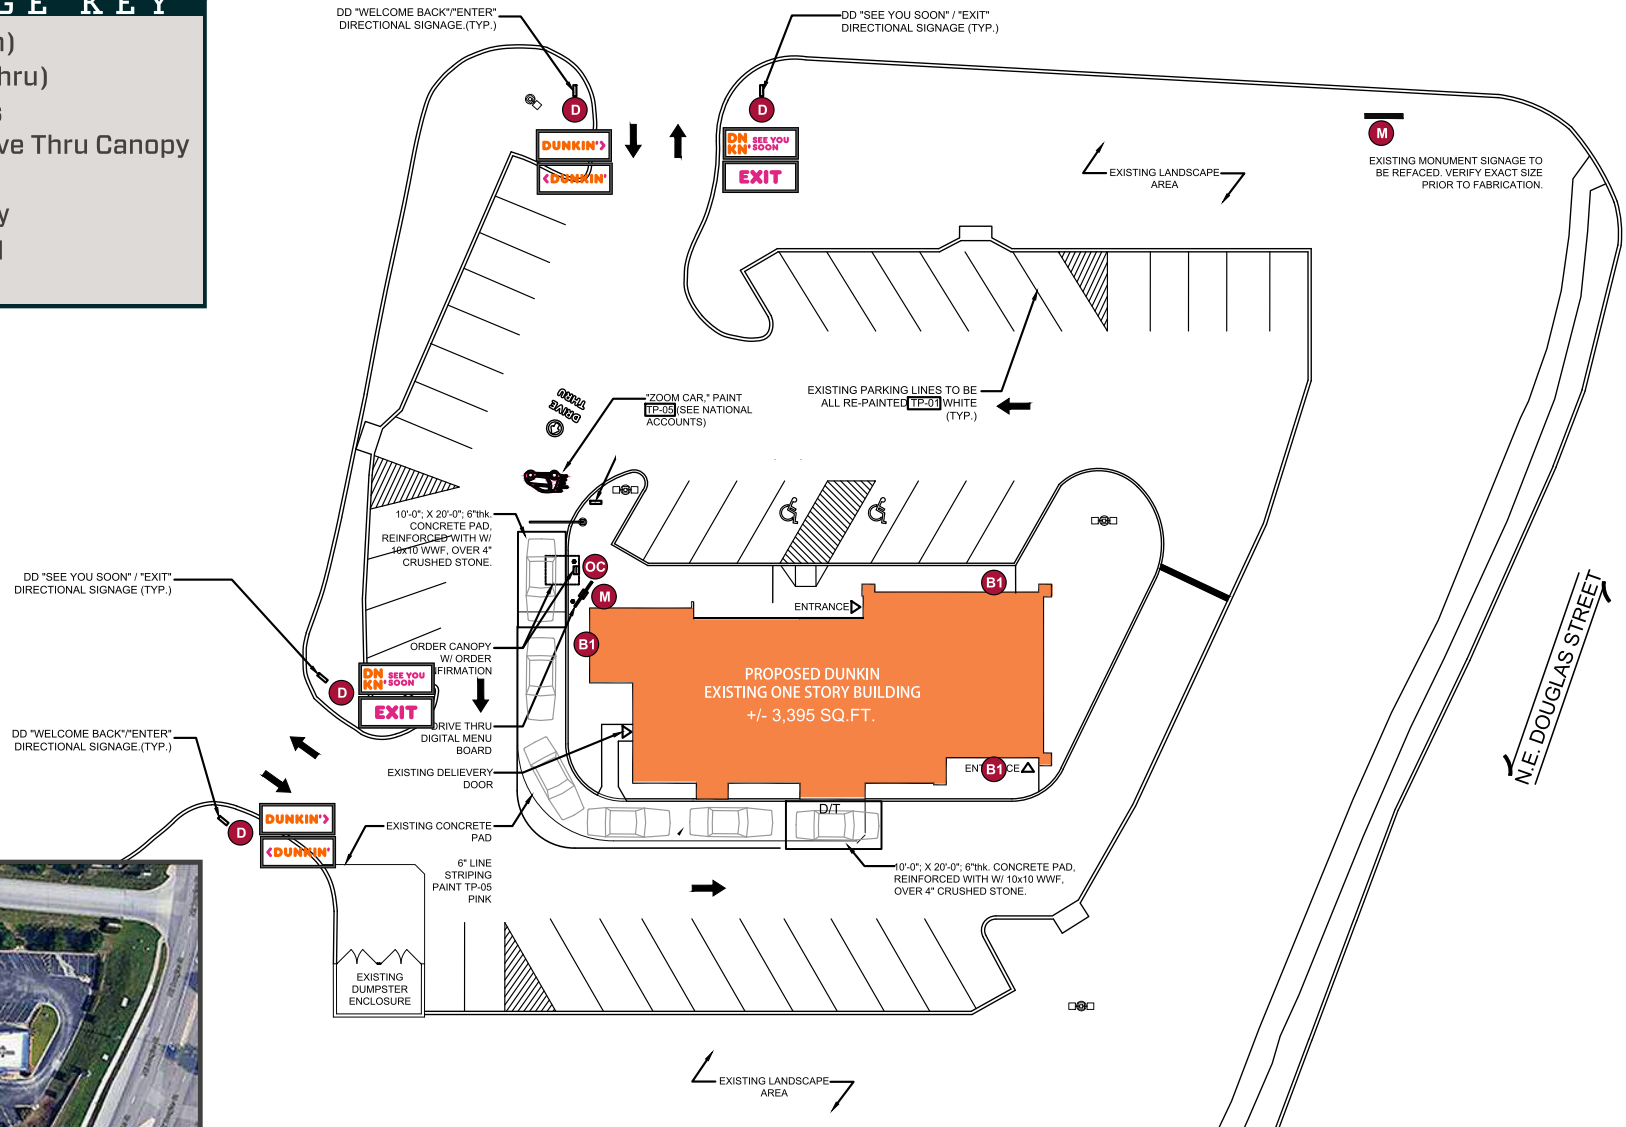 GE KEY
hru)
ve Thru Canopy
DD "WELCOME BACK"/"ENTER"
DIRECTIONAL SIGNAGE.(TYP.)
DD "SEE YOU SOON" / "EXIT"
DIRECTIONAL SIGNAGE (TYP.)
D
D
M
DUNKIN'>
<DUNKIN'
DN
KN' SEE YOU
SOON
EXIT
EXISTING LANDSCAPE
AREA
EXISTING MONUMENT SIGNAGE TO
BE REFACED. VERIFY EXACT SIZE
PRIOR TO FABRICATION.
DRIVE
THRU
"ZOOM CAR," PAINT
TP-05 (SEE NATIONAL
ACCOUNTS)
EXISTING PARKING LINES TO BE
ALL RE-PAINTED TP-01 WHITE
(TYP.)
10'-0"; X 20'-0"; 6"thk.
CONCRETE PAD,
REINFORCED WITH W/
10x10 WWF, OVER 4"
CRUSHED STONE.
OC
M
B1
B1
ENTRANCE
DD "SEE YOU SOON" / "EXIT"
DIRECTIONAL SIGNAGE (TYP.)
ORDER CANOPY
W/ ORDER
FIRMATION
D
DN
KN' SEE YOU
SOON
EXIT
PROPOSED DUNKIN
EXISTING ONE STORY BUILDING
+/- 3,395 SQ.FT.
N.E. DOUGLAS STREET
DD "WELCOME BACK"/"ENTER"
DIRECTIONAL SIGNAGE.(TYP.)
DRIVE THRU
DIGITAL MENU
BOARD
EXISTING DELIEVERY
DOOR
ENT B1 CE
D
DUNKIN'>
<DUNKIN'
D/T
EXISTING CONCRETE
PAD
6" LINE
STRIPING
PAINT TP-05
PINK
10'-0"; X 20'-0"; 6"thk. CONCRETE PAD,
REINFORCED WITH W/ 10x10 WWF,
OVER 4" CRUSHED STONE.
EXISTING
DUMPSTER
ENCLOSURE
EXISTING LANDSCAPE
AREA